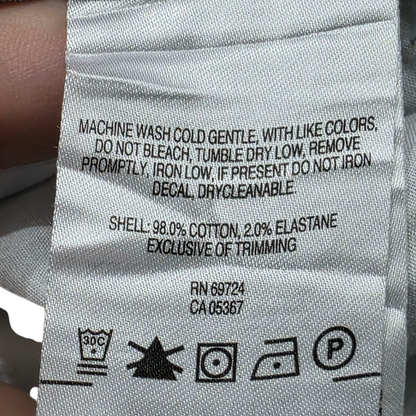 MACHINE WASH COLD GENTLE, WITH LIKE COLORS,
DO NOT BLEACH, TUMBLE DRY LOW, REMOVE
PROMPTLY, IRON LOW, IF PRESENT DO NOT IRON
DECAL, DRYCLEANABLE.
SHELL: 98.0% COTTON, 2.0% ELASTANE
EXCLUSIVE OF TRIMMING
RN 69724
CA 05367
30C P